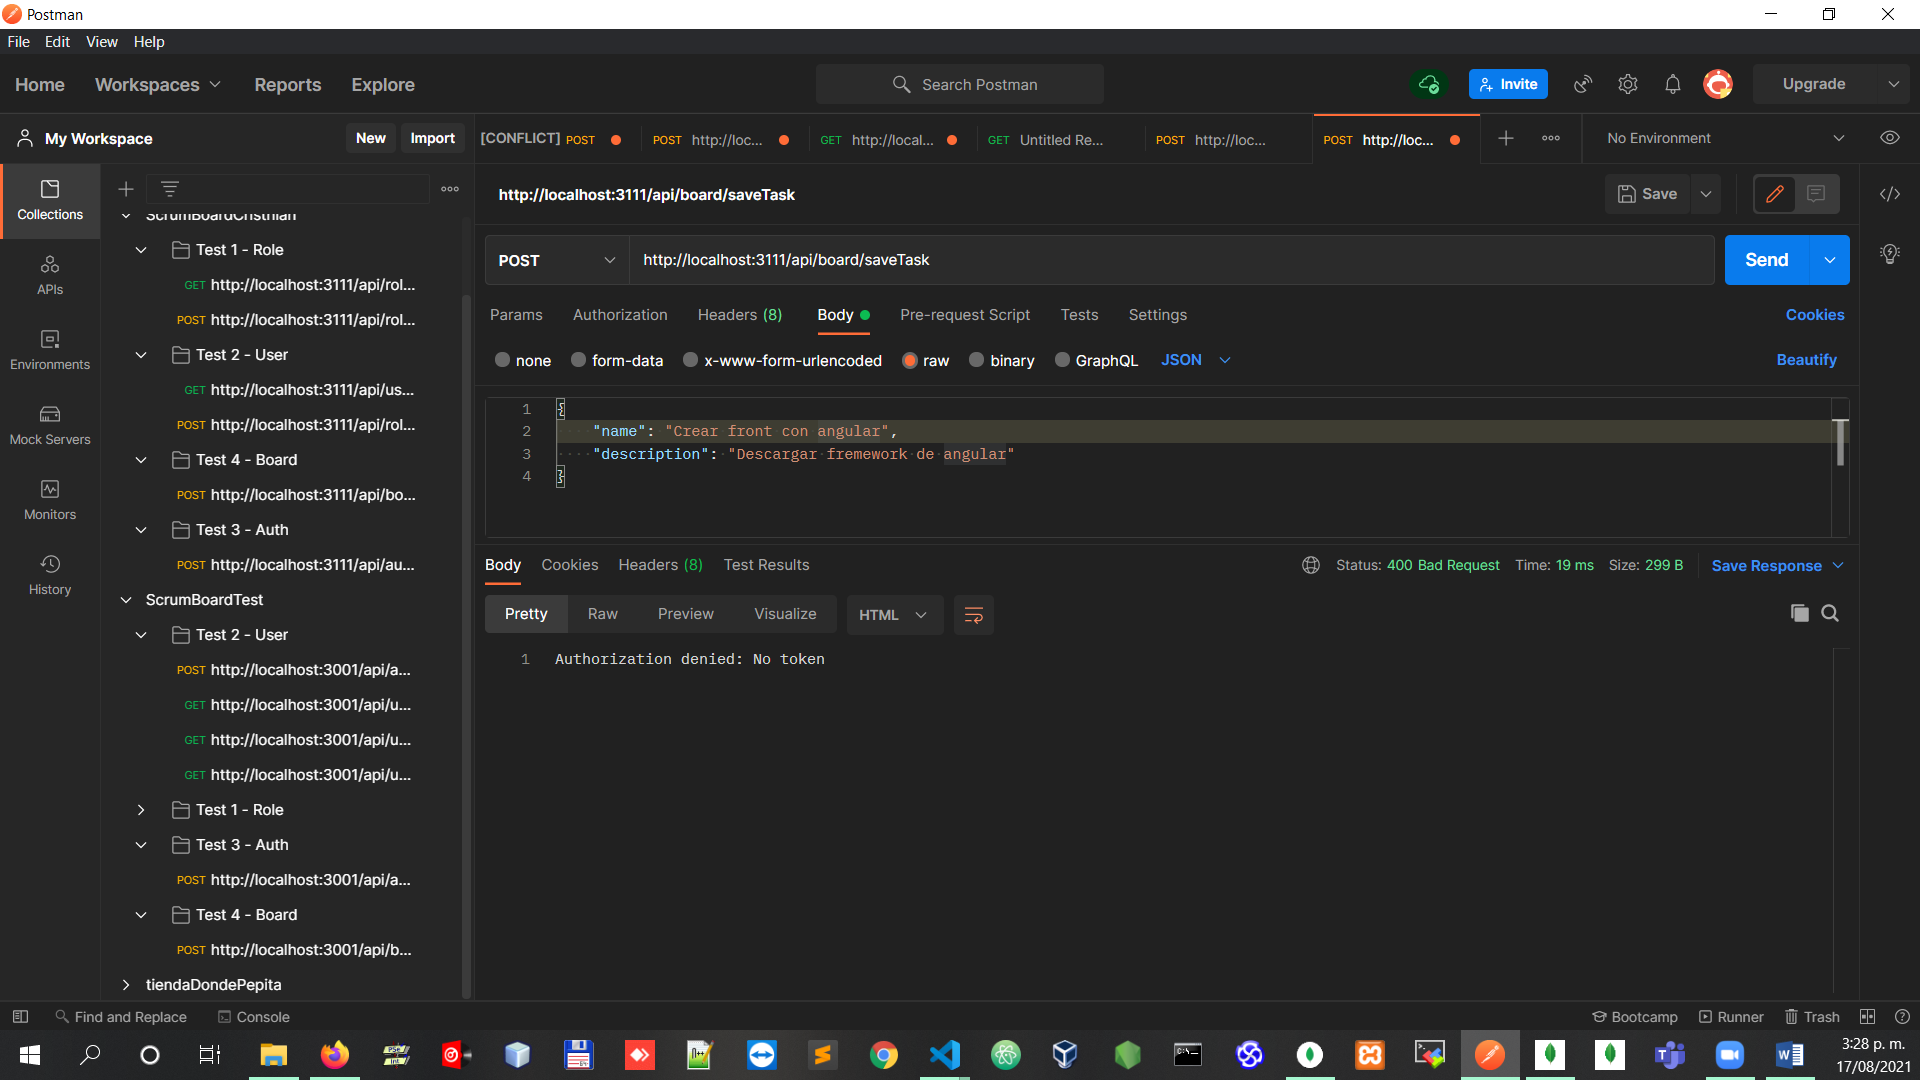 Postman
File Edit View Help
Home Workspaces Reports Explore Search Postman Invite Upgrade
My Workspace New Import [CONFLICT] POST POST http://loc... GET http://local... GET Untitled Re... POST http://loc... POST http://loc... No Environment
Collections
APIs
Environments
Mock Servers
Monitors
History
ScrumBoardCristhian
Test 1 - Role
GET http://localhost:3111/api/rol...
POST http://localhost:3111/api/rol...
Test 2 - User
GET http://localhost:3111/api/us...
POST http://localhost:3111/api/rol...
Test 4 - Board
POST http://localhost:3111/api/bo...
Test 3 - Auth
POST http://localhost:3111/api/au...
ScrumBoardTest
Test 2 - User
POST http://localhost:3001/api/a...
GET http://localhost:3001/api/u...
GET http://localhost:3001/api/u...
GET http://localhost:3001/api/u...
Test 1 - Role
Test 3 - Auth
POST http://localhost:3001/api/a...
Test 4 - Board
POST http://localhost:3001/api/b...
tiendaDondePepita
http://localhost:3111/api/board/saveTask Save
POST http://localhost:3111/api/board/saveTask Send
Params Authorization Headers (8) Body Pre-request Script Tests Settings Cookies
none form-data x-www-form-urlencoded raw binary GraphQL JSON Beautify
1 {
2 "name": "Crear front con angular",
3 "description": "Descargar fremework de angular"
4 }
Body Cookies Headers (8) Test Results Status: 400 Bad Request Time: 19 ms Size: 299 B Save Response
Pretty Raw Preview Visualize HTML
1 Authorization denied: No token
Find and Replace Console Bootcamp Runner Trash
3:28 p. m.
17/08/2021